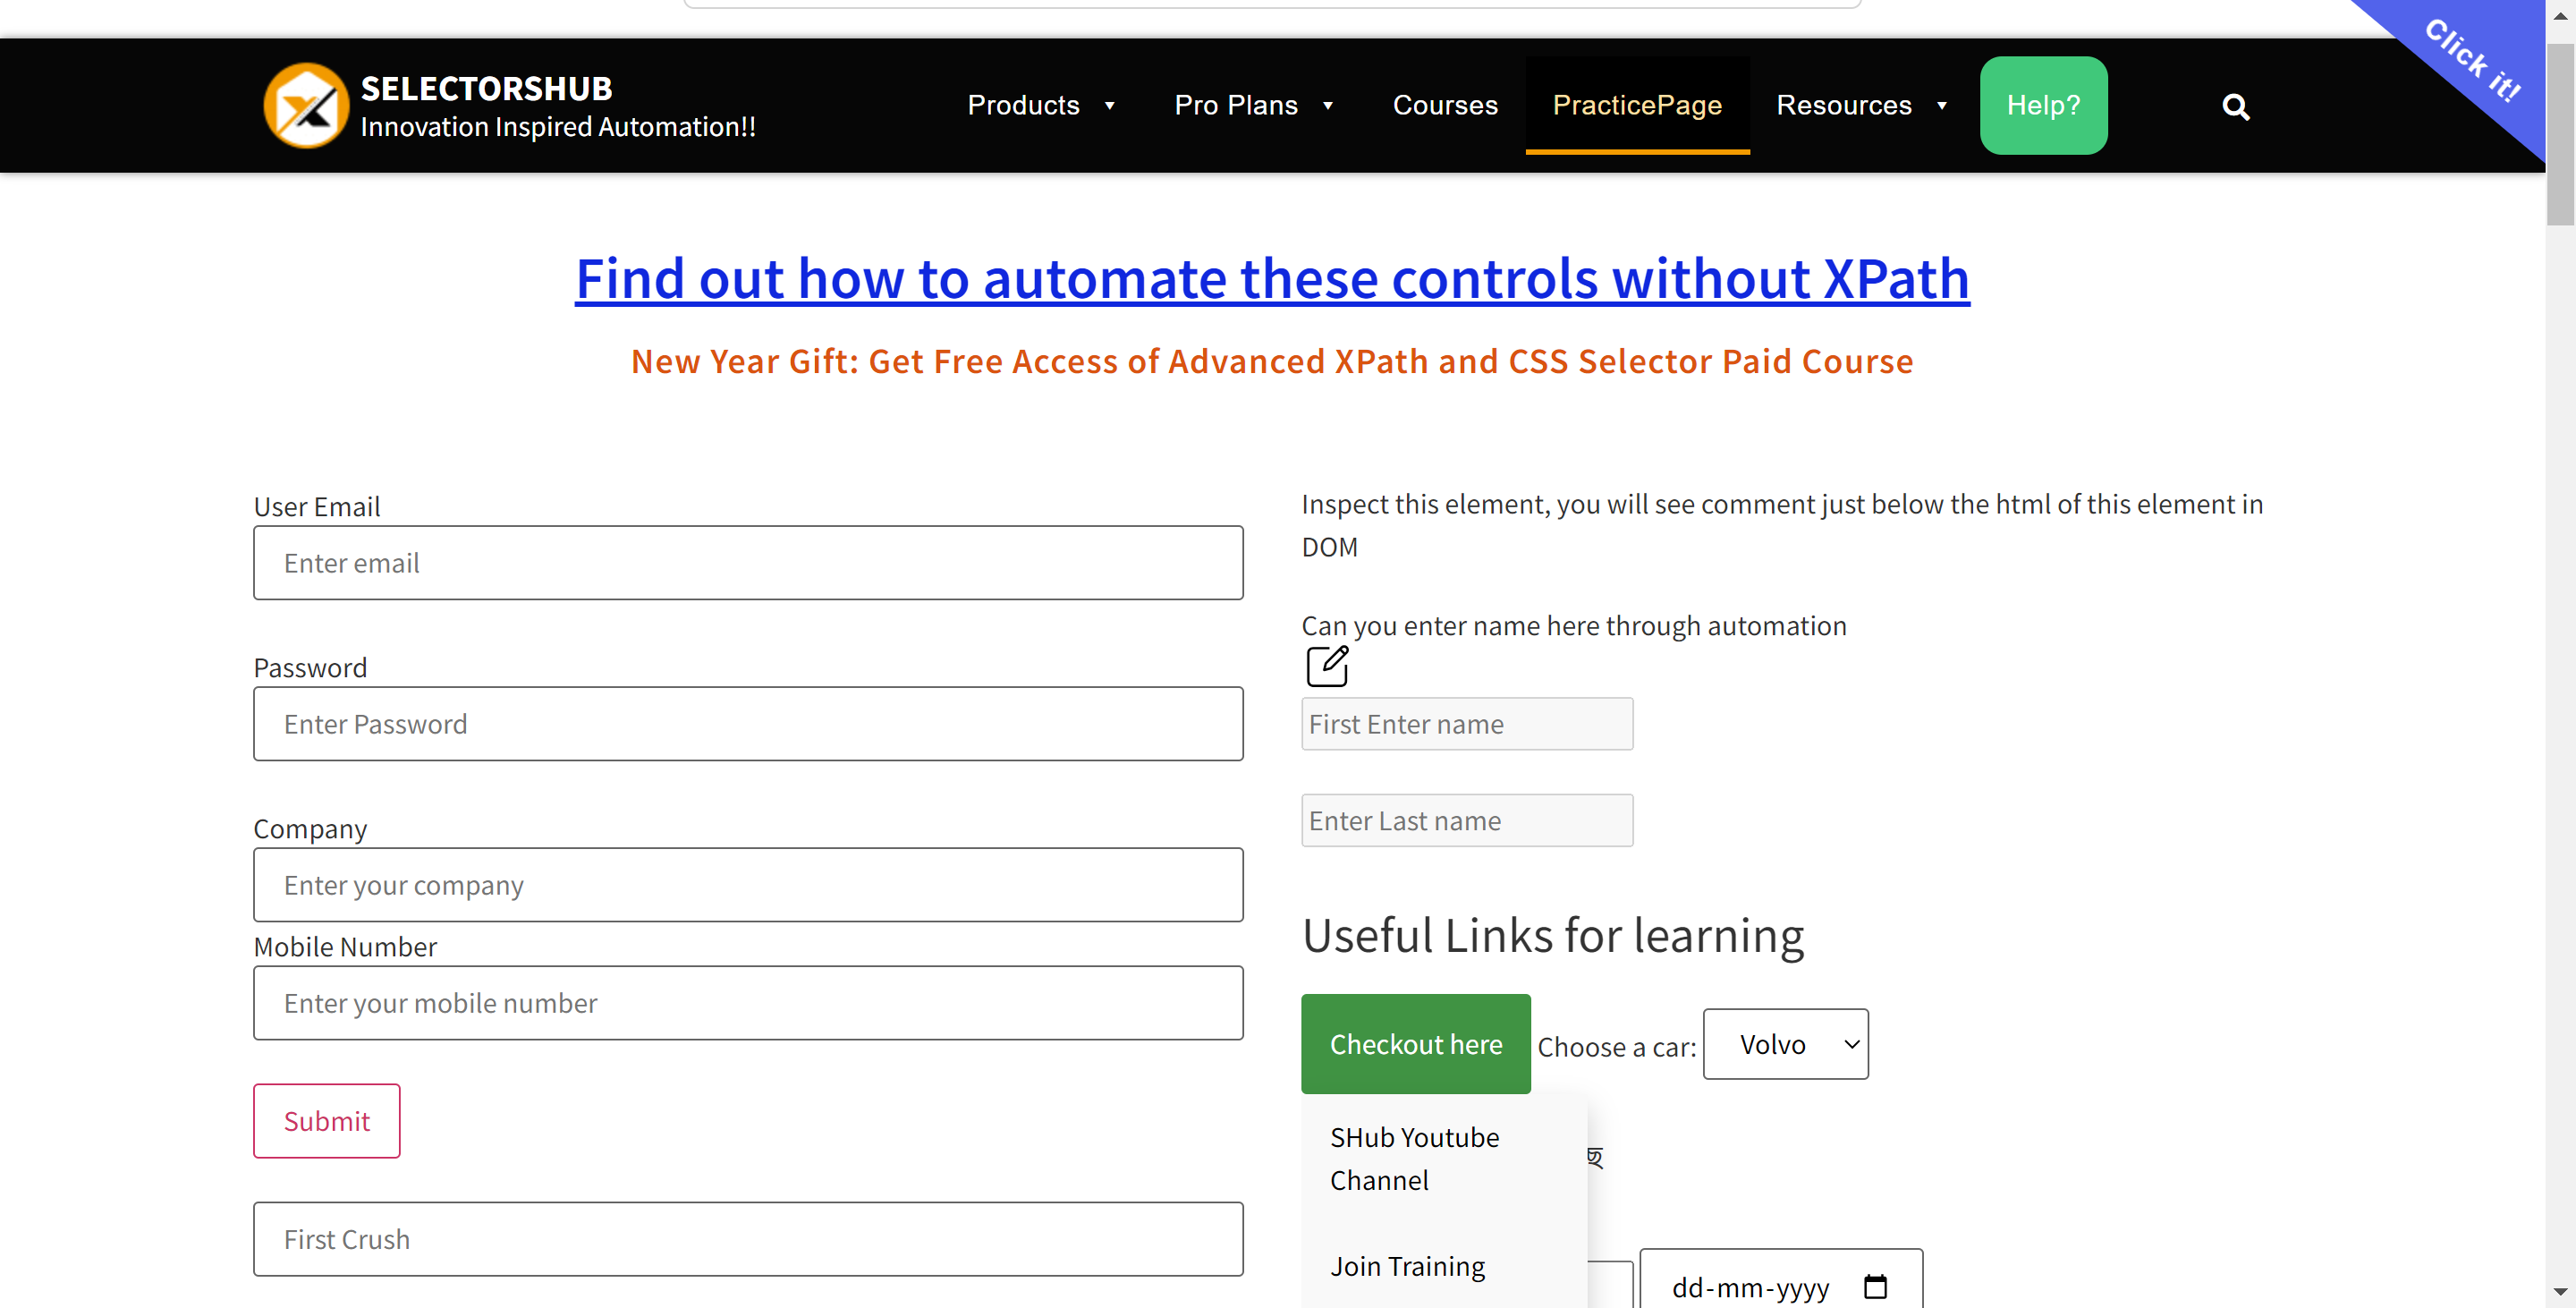 Click it!
SELECTORSHUB
Innovation Inspired Automation!!
Products
Pro Plans
Courses
PracticePage
Resources
Help?
Find out how to automate these controls without XPath
New Year Gift: Get Free Access of Advanced XPath and CSS Selector Paid Course
User Email
Enter email
Password
Enter Password
Company
Enter your company
Mobile Number
Enter your mobile number
Submit
First Crush
Inspect this element, you will see comment just below the html of this element in
DOM
Can you enter name here through automation
First Enter name
Enter Last name
Useful Links for learning
Checkout here
Choose a car:
Volvo
SHub Youtube
Channel
Join Training
dd-mm-yyyy